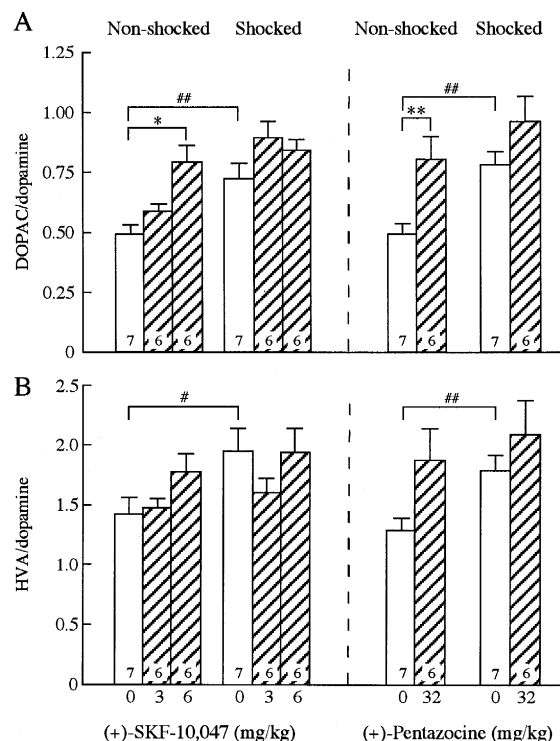 A
Non-shocked Shocked Non-shocked Shocked
1.25
1.00
0.75
0.50
0.25
0
DOPAC/dopamine
##
*
##
**
7 6 6 7 6 6 7 6 7 6
B
2.5
2.0
1.5
1.0
0.5
0
HVA/dopamine
#
##
7 6 6 7 6 6 7 6 7 6
0 3 6 0 3 6 0 32 0 32
(+)-SKF-10,047 (mg/kg) (+)-Pentazocine (mg/kg)